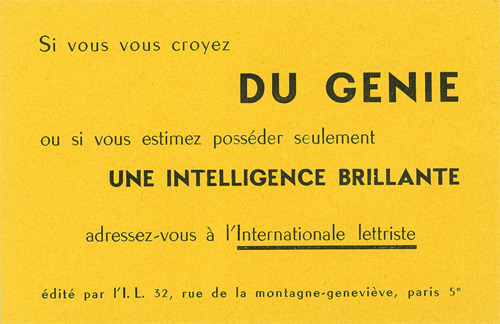 Si vous vous croyez
DU GENIE
ou si vous estimez posséder seulement
UNE INTELLIGENCE BRILLANTE
adressez-vous à l'Internationale lettriste
édité par l'I. L. 32, rue de la montagne-geneviève, paris 5e